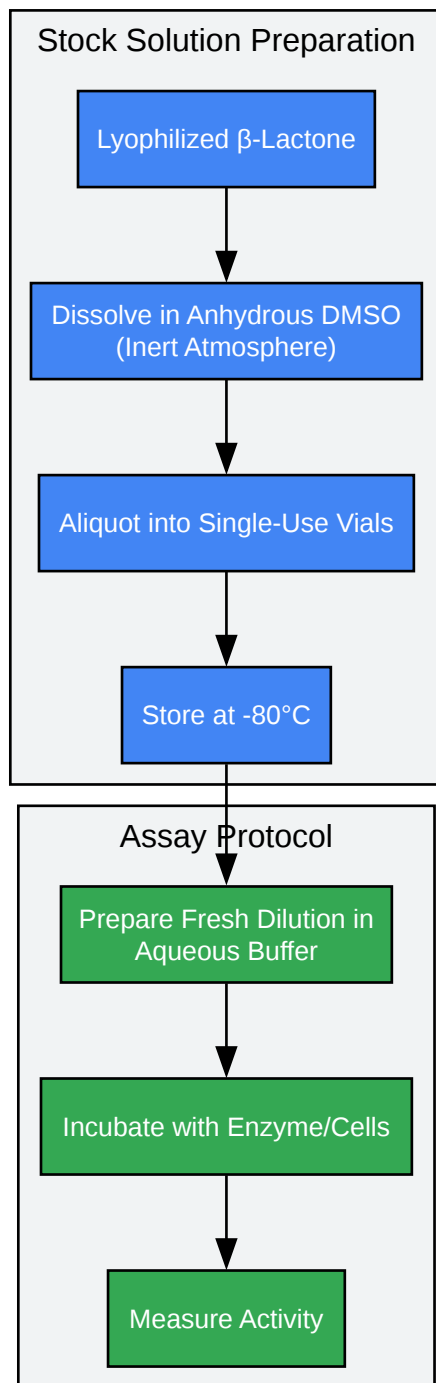 Stock Solution Preparation
Lyophilized β-Lactone
Dissolve in Anhydrous DMSO
(Inert Atmosphere)
Aliquot into Single-Use Vials
Store at -80°C
Assay Protocol
Prepare Fresh Dilution in
Aqueous Buffer
Incubate with Enzyme/Cells
Measure Activity